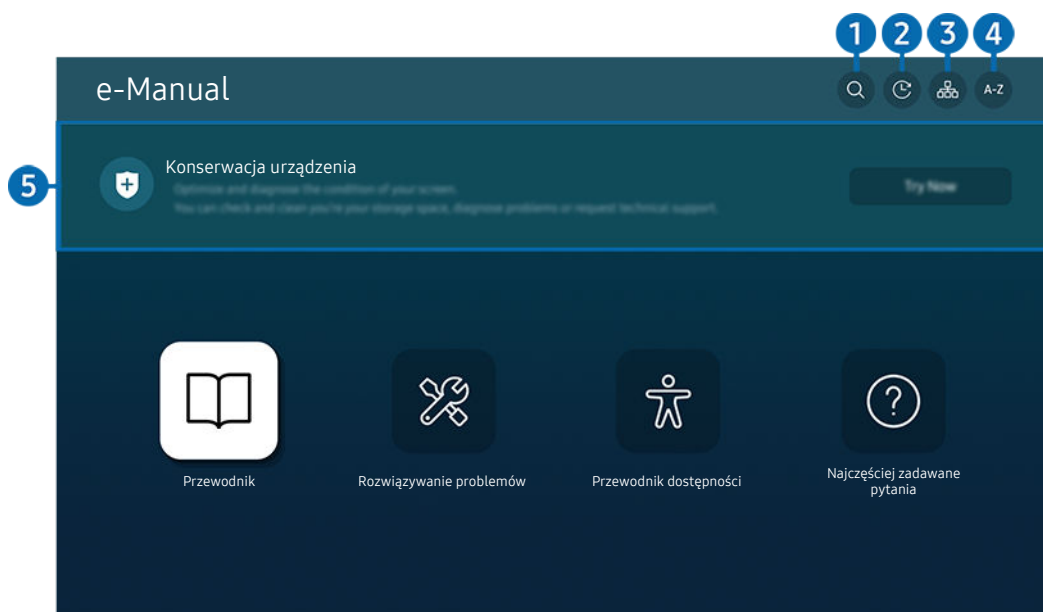 1 2 3 4
e-Manual
A-Z
5
Konserwacja urządzenia
Optimize and diagnose the condition of your screen.
You can check and clean you're your storage space, diagnose problems or request technical support.
Try Now
Przewodnik
Rozwiązywanie problemów
Przewodnik dostępności
Najczęściej zadawane
pytania